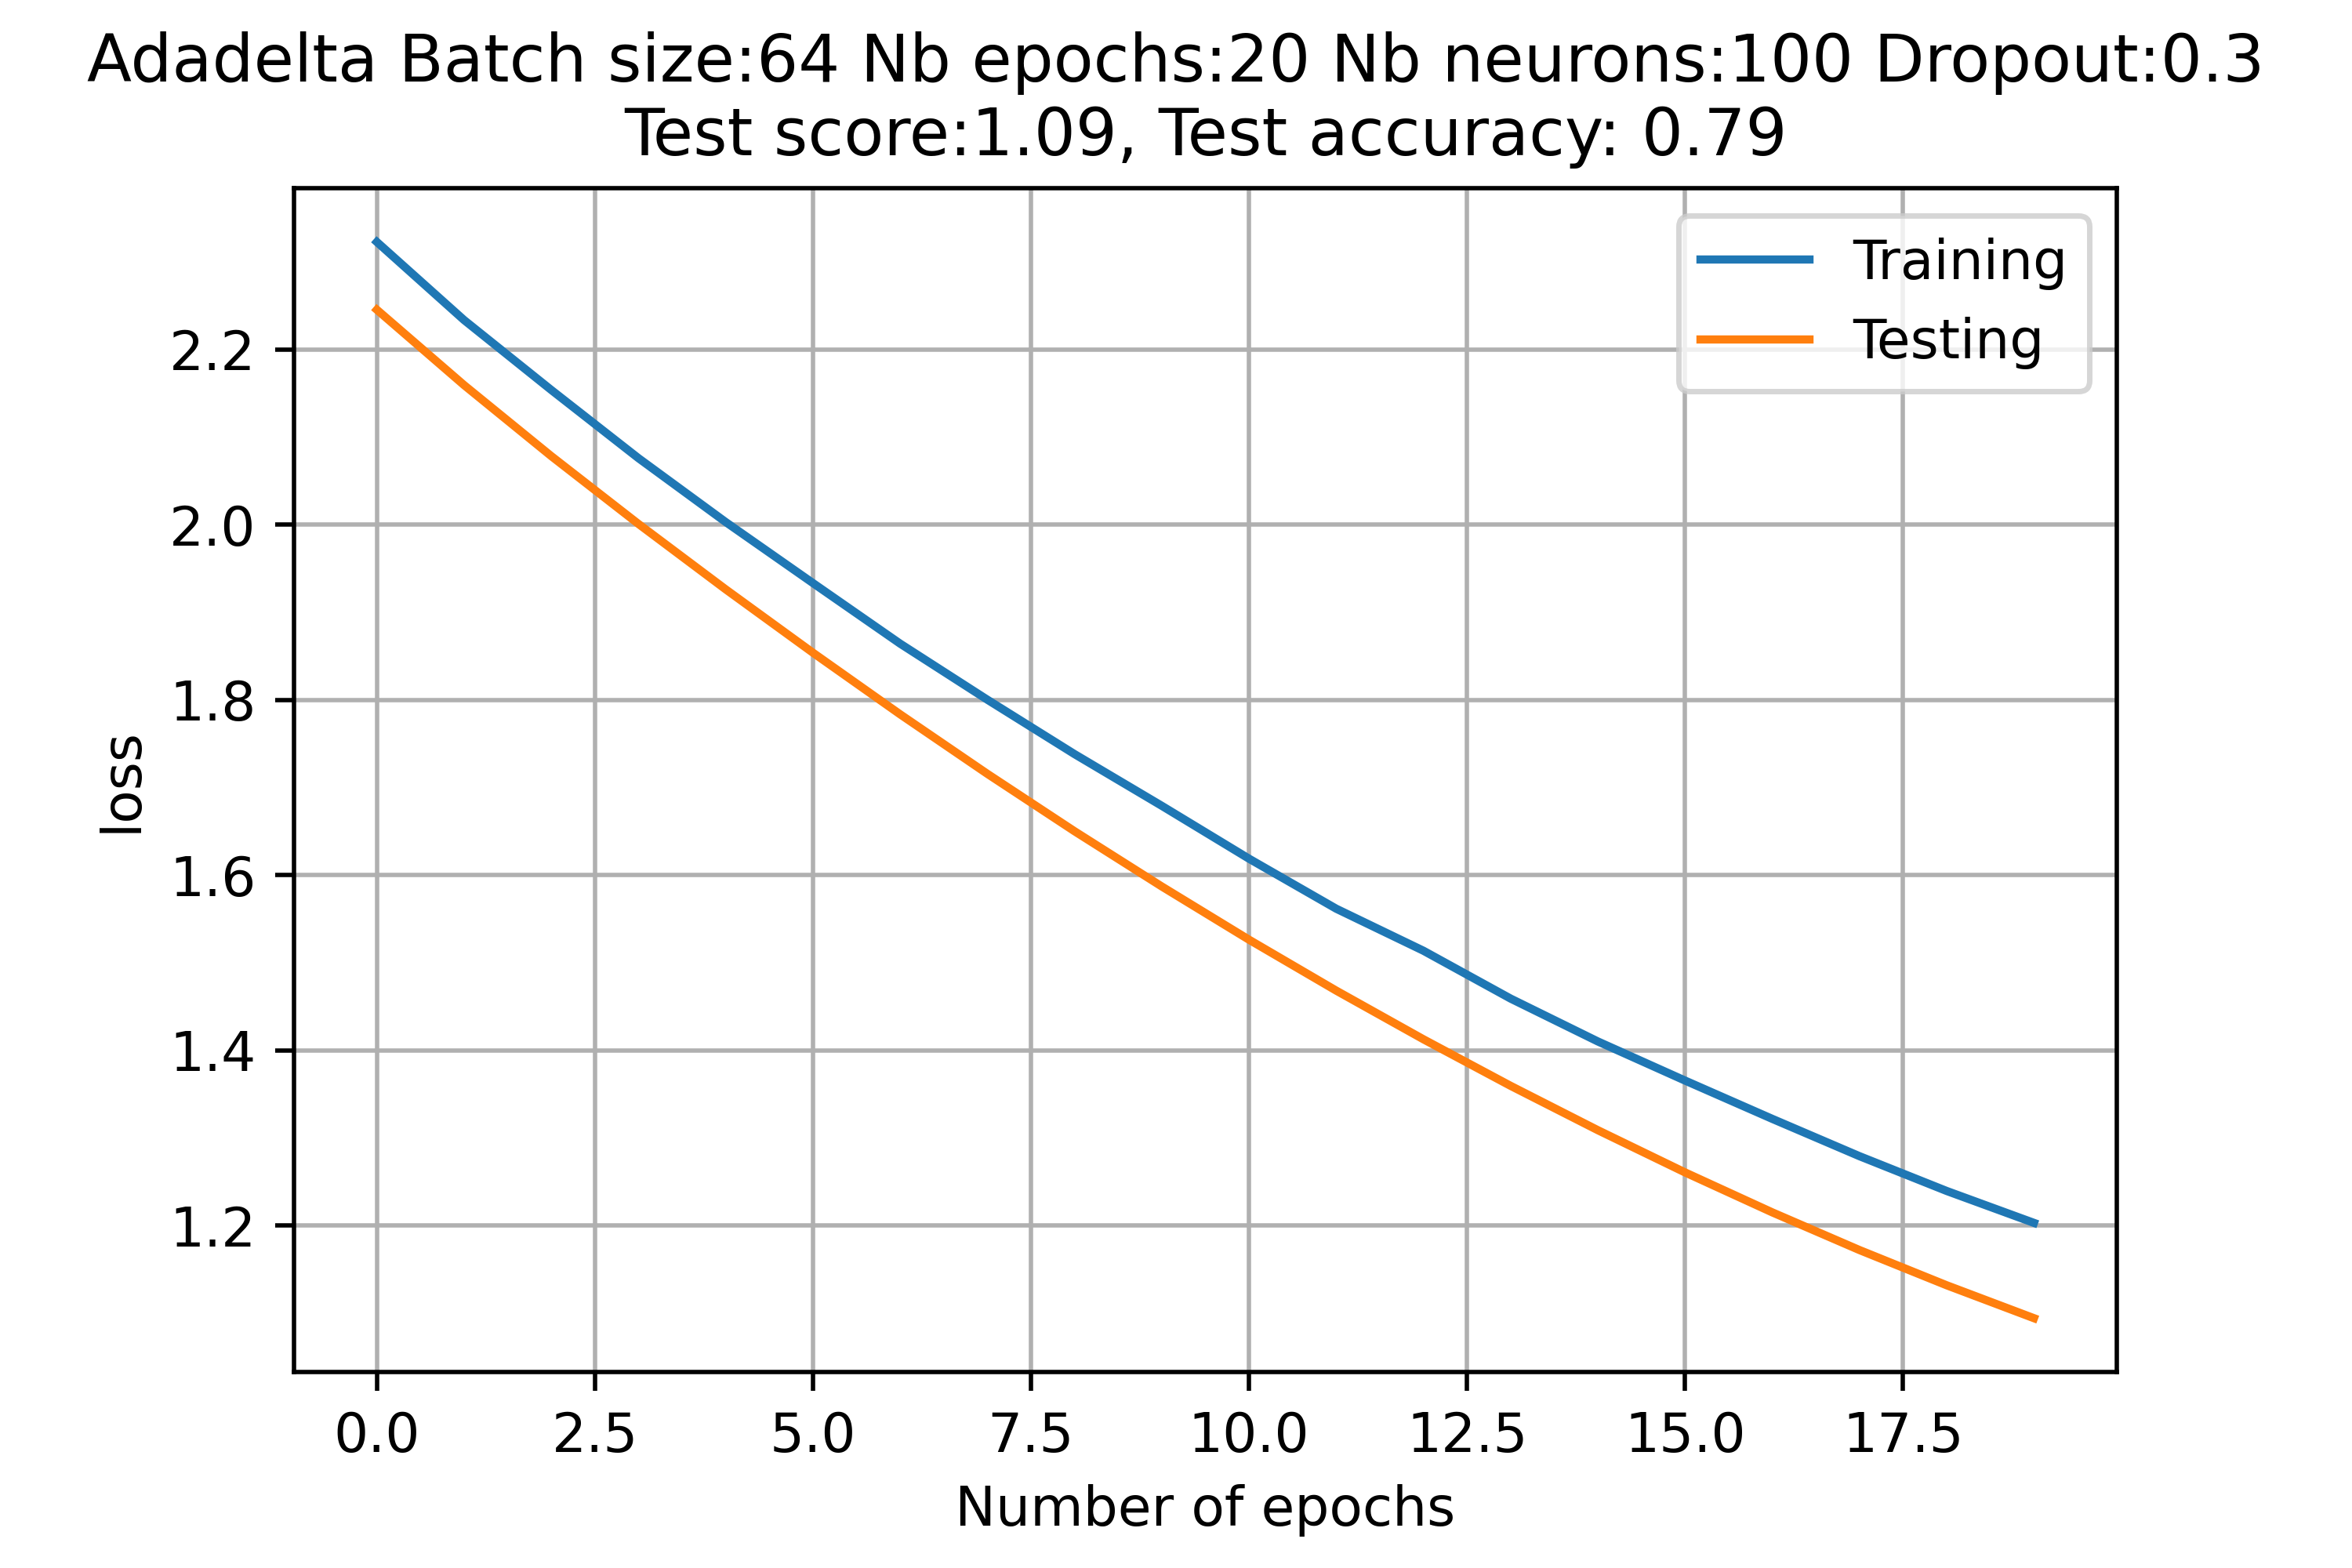 Adadelta Batch size:64 Nb epochs:20 Nb neurons:100 Dropout:0.3
Test score:1.09, Test accuracy: 0.79
Training
Testing
2.2
2.0
1.8
1.6
1.4
1.2
loss
0.0 2.5 5.0 7.5 10.0 12.5 15.0 17.5
Number of epochs